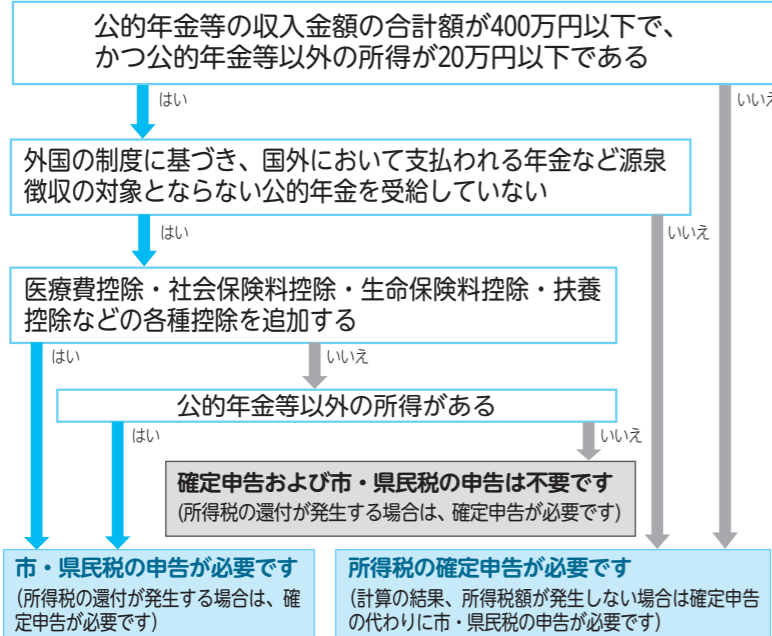 公的年金等の収入金額の合計額が400万円以下で、
かつ公的年金等以外の所得が20万円以下である
はい
いいえ
外国の制度に基づき、国外において支払われる年金など源泉
徴収の対象とならない公的年金を受給していない
はい
いいえ
医療費控除・社会保険料控除・生命保険料控除・扶養
控除などの各種控除を追加する
はい
いいえ
公的年金等以外の所得がある
はい
いいえ
確定申告および市・県民税の申告は不要です
(所得税の還付が発生する場合は、確定申告が必要です)
市・県民税の申告が必要です
(所得税の還付が発生する場合は、確
定申告が必要です)
所得税の確定申告が必要です
(計算の結果、所得税額が発生しない場合は確定申告
の代わりに市・県民税の申告が必要です)